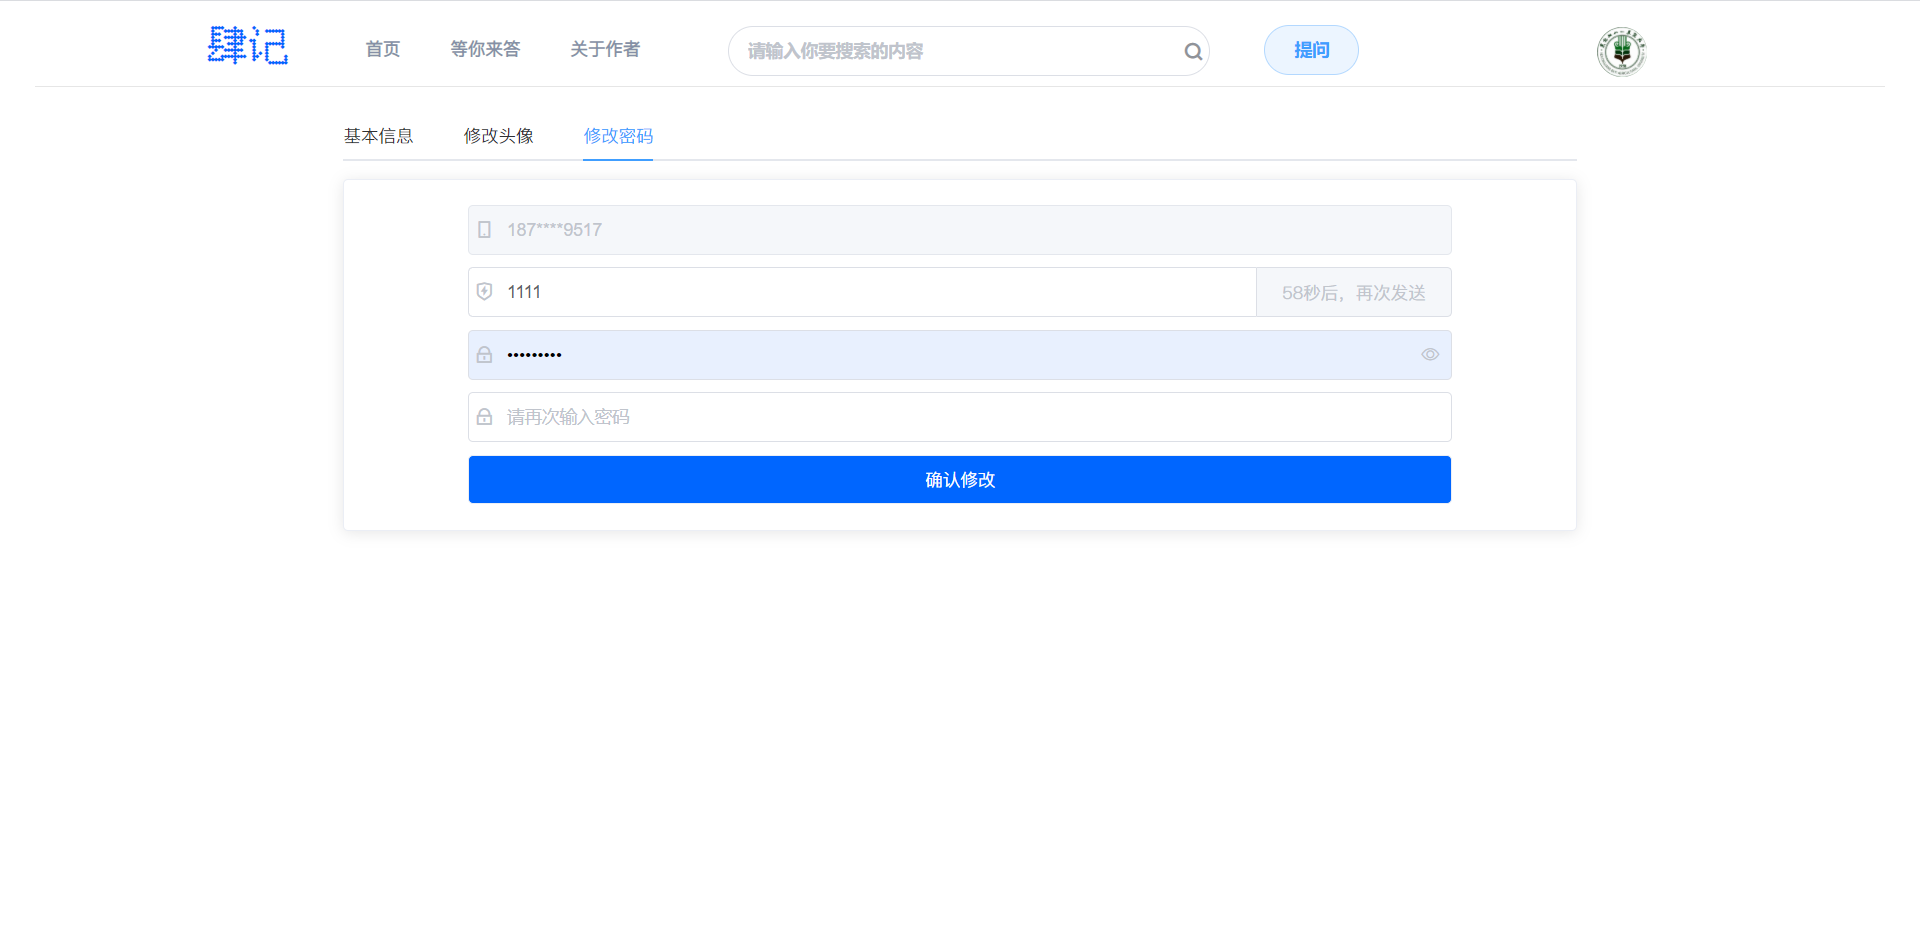 肆记
首页 等你来答 关于作者 请输入你要搜索的内容 提问
基本信息 修改头像 修改密码
187****9517
1111 58秒后，再次发送
•••••••••
请再次输入密码
确认修改